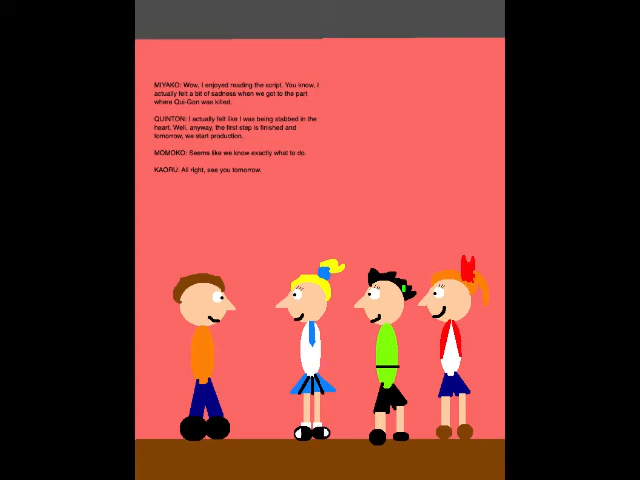 MIYAKO: Wow, I enjoyed reading the script. You know, I
actually felt a bit of sadness when we got to the part
where Qui-Gon was killed.
QUINTON: I actually felt like I was being stabbed in the
heart. Well, anyway, the first step is finished and
tomorrow, we start production.
MOMOKO: Seems like we know exactly what to do.
KAORU: All right, see you tomorrow.